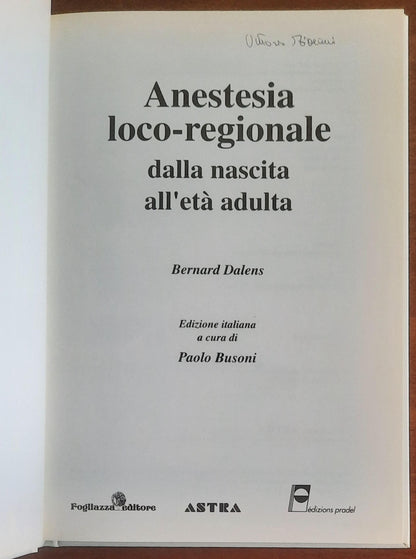 Anestesia
loco-regionale
dalla nascita
all'età adulta
Bernard Dalens
Edizione italiana
a cura di
Paolo Busoni
Fogliazza editore
ASTRA
edizions pradel